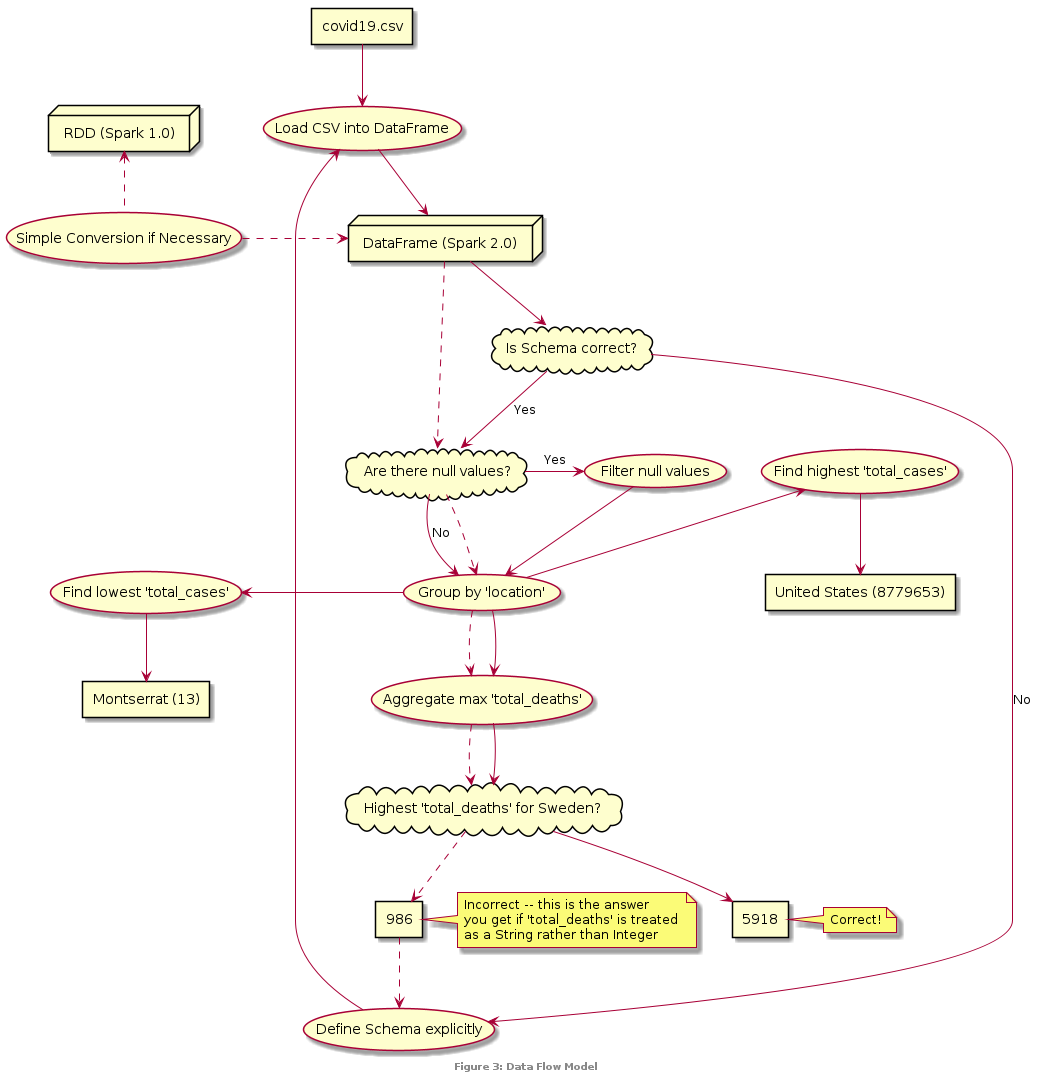 covid19.csv
RDD (Spark 1.0)
Load CSV into DataFrame
Simple Conversion if Necessary
DataFrame (Spark 2.0)
Is Schema correct?
Yes
Are there null values?
Yes
Filter null values
Find highest 'total_cases'
No
Find lowest 'total_cases'
Group by 'location'
United States (8779653)
Montserrat (13)
Aggregate max 'total_deaths'
No
Highest 'total_deaths' for Sweden?
986
Incorrect -- this is the answer
you get if 'total_deaths' is treated
as a String rather than Integer
5918
Correct!
Define Schema explicitly
Figure 3: Data Flow Model